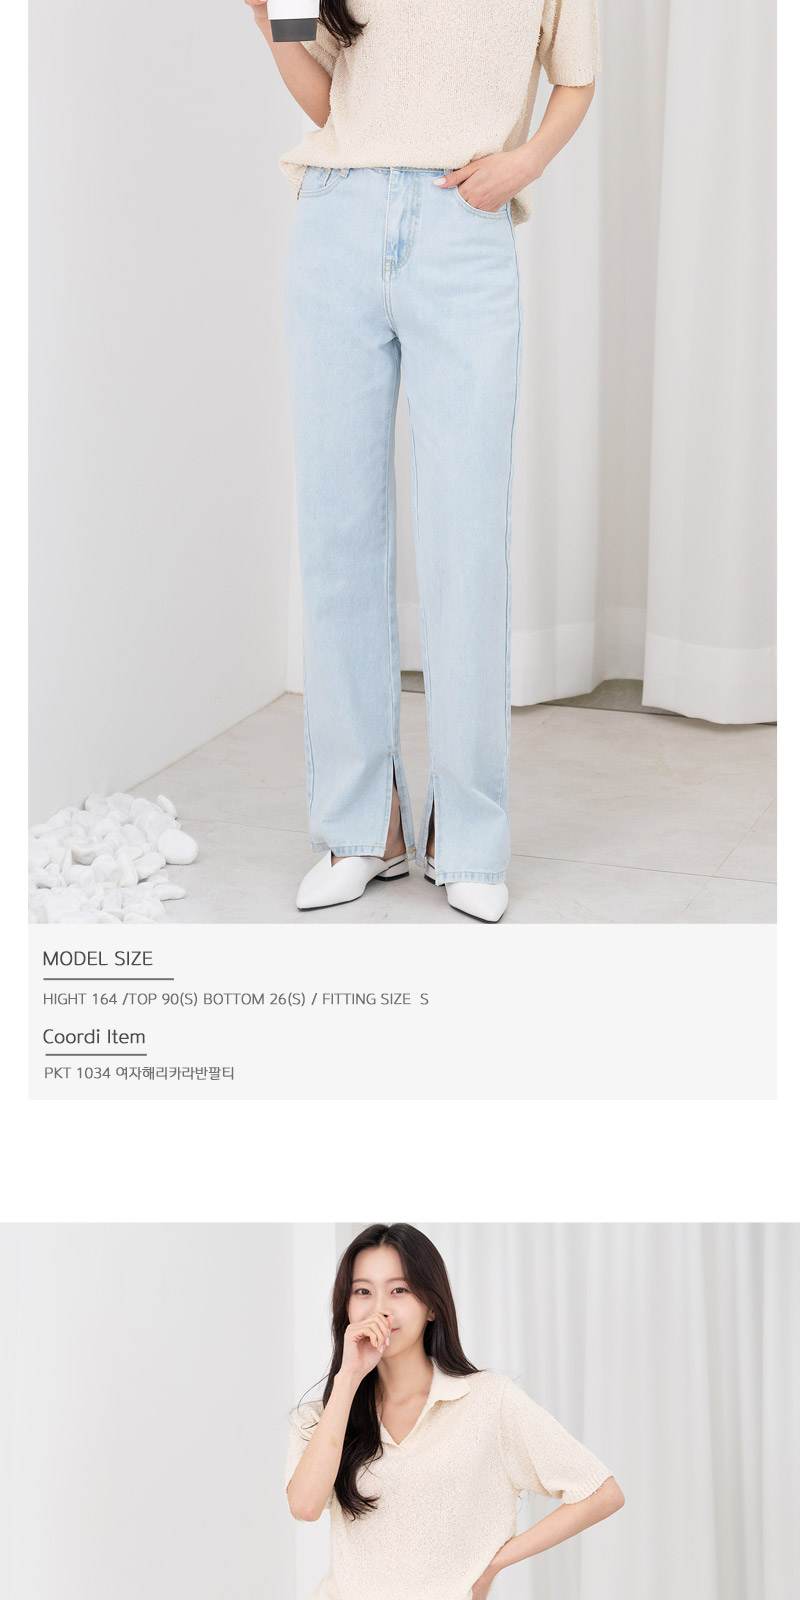 MODEL SIZE
HIGHT 164 /TOP 90(S) BOTTOM 26(S) / FITTING SIZE  S
Coordi Item
PKT 1034 여자해리카라반팔티